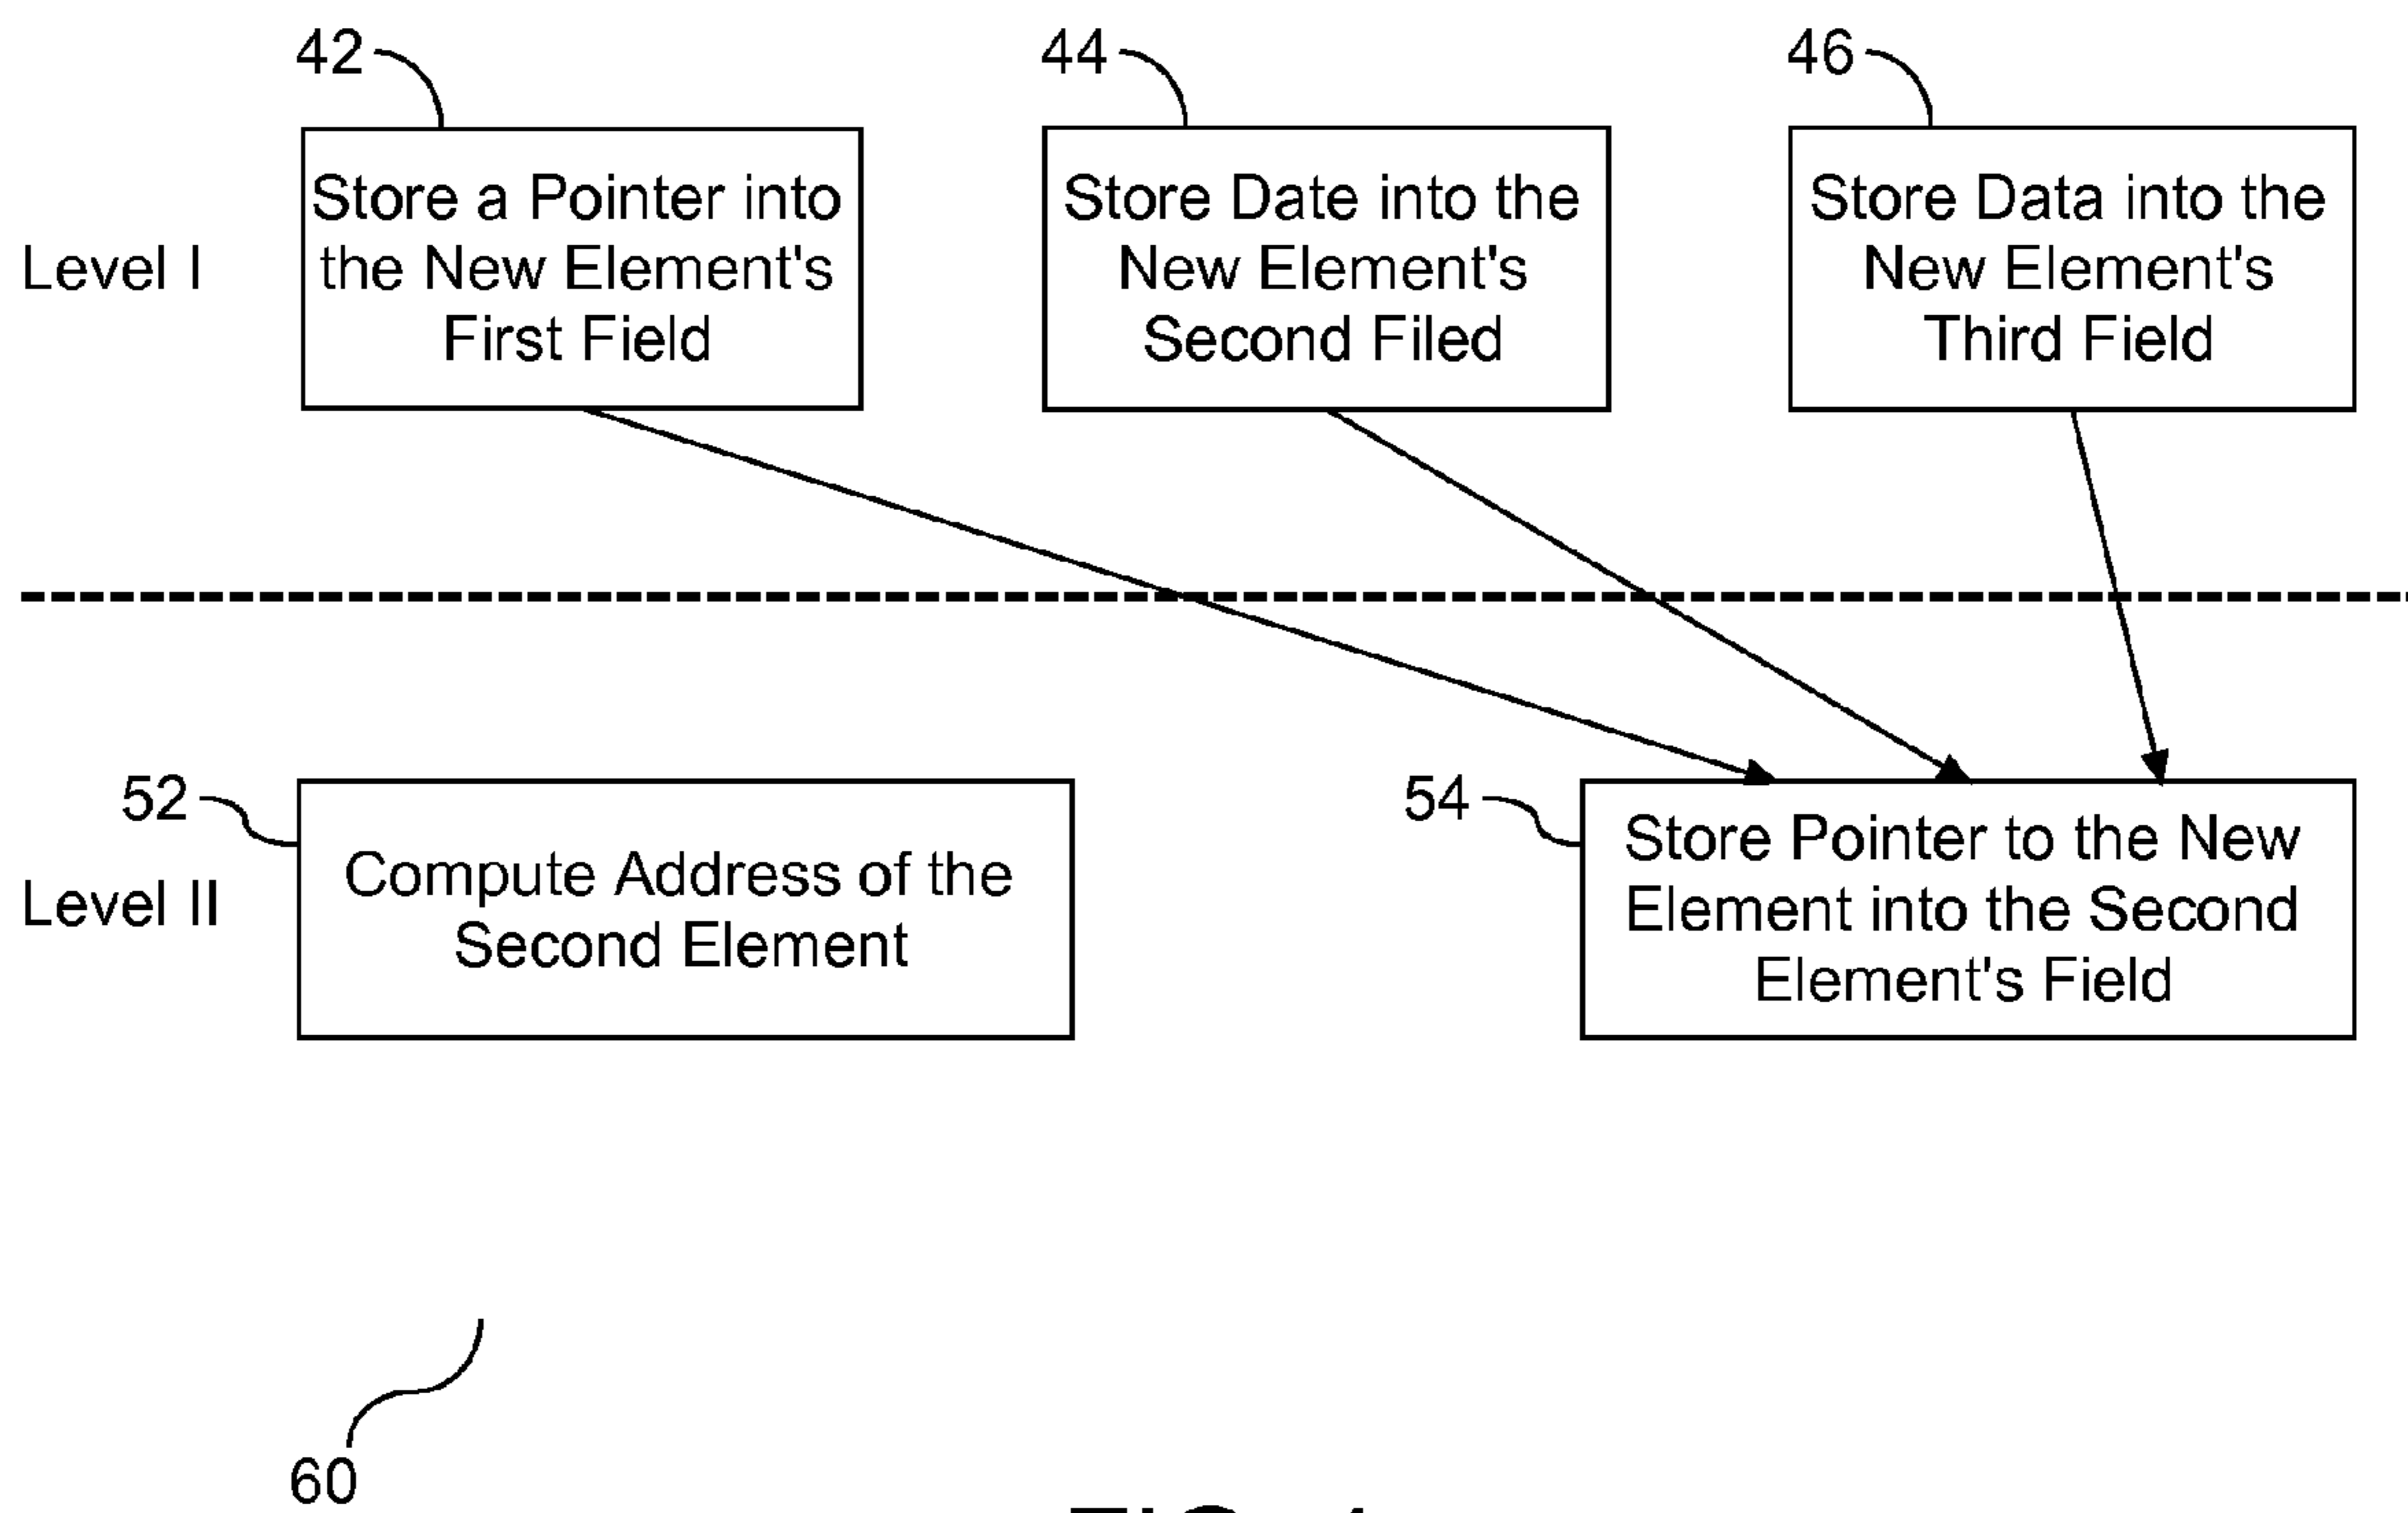 42
44
46
Level I
Store a Pointer into
the New Element's
First Field
Store Date into the
New Element's
Second Filed
Store Data into the
New Element's
Third Field
52
54
Level II
Compute Address of the
Second Element
Store Pointer to the New
Element into the Second
Element's Field
60